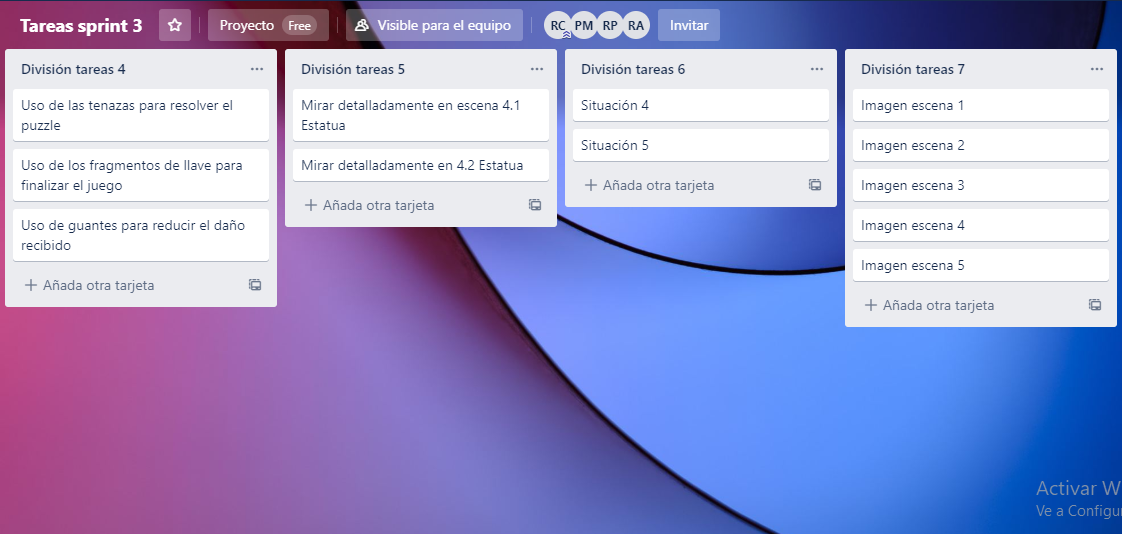 Tareas sprint 3
Proyecto Free
Visible para el equipo
RC PM RP RA
Invitar
División tareas 4
Uso de las tenazas para resolver el
puzzle
Uso de los fragmentos de llave para
finalizar el juego
Uso de guantes para reducir el daño
recibido
Añada otra tarjeta
División tareas 5
Mirar detalladamente en escena 4.1
Estatua
Mirar detalladamente en 4.2 Estatua
Añada otra tarjeta
División tareas 6
Situación 4
Situación 5
Añada otra tarjeta
División tareas 7
Imagen escena 1
Imagen escena 2
Imagen escena 3
Imagen escena 4
Imagen escena 5
Añada otra tarjeta
Activar W
Ve a Configur